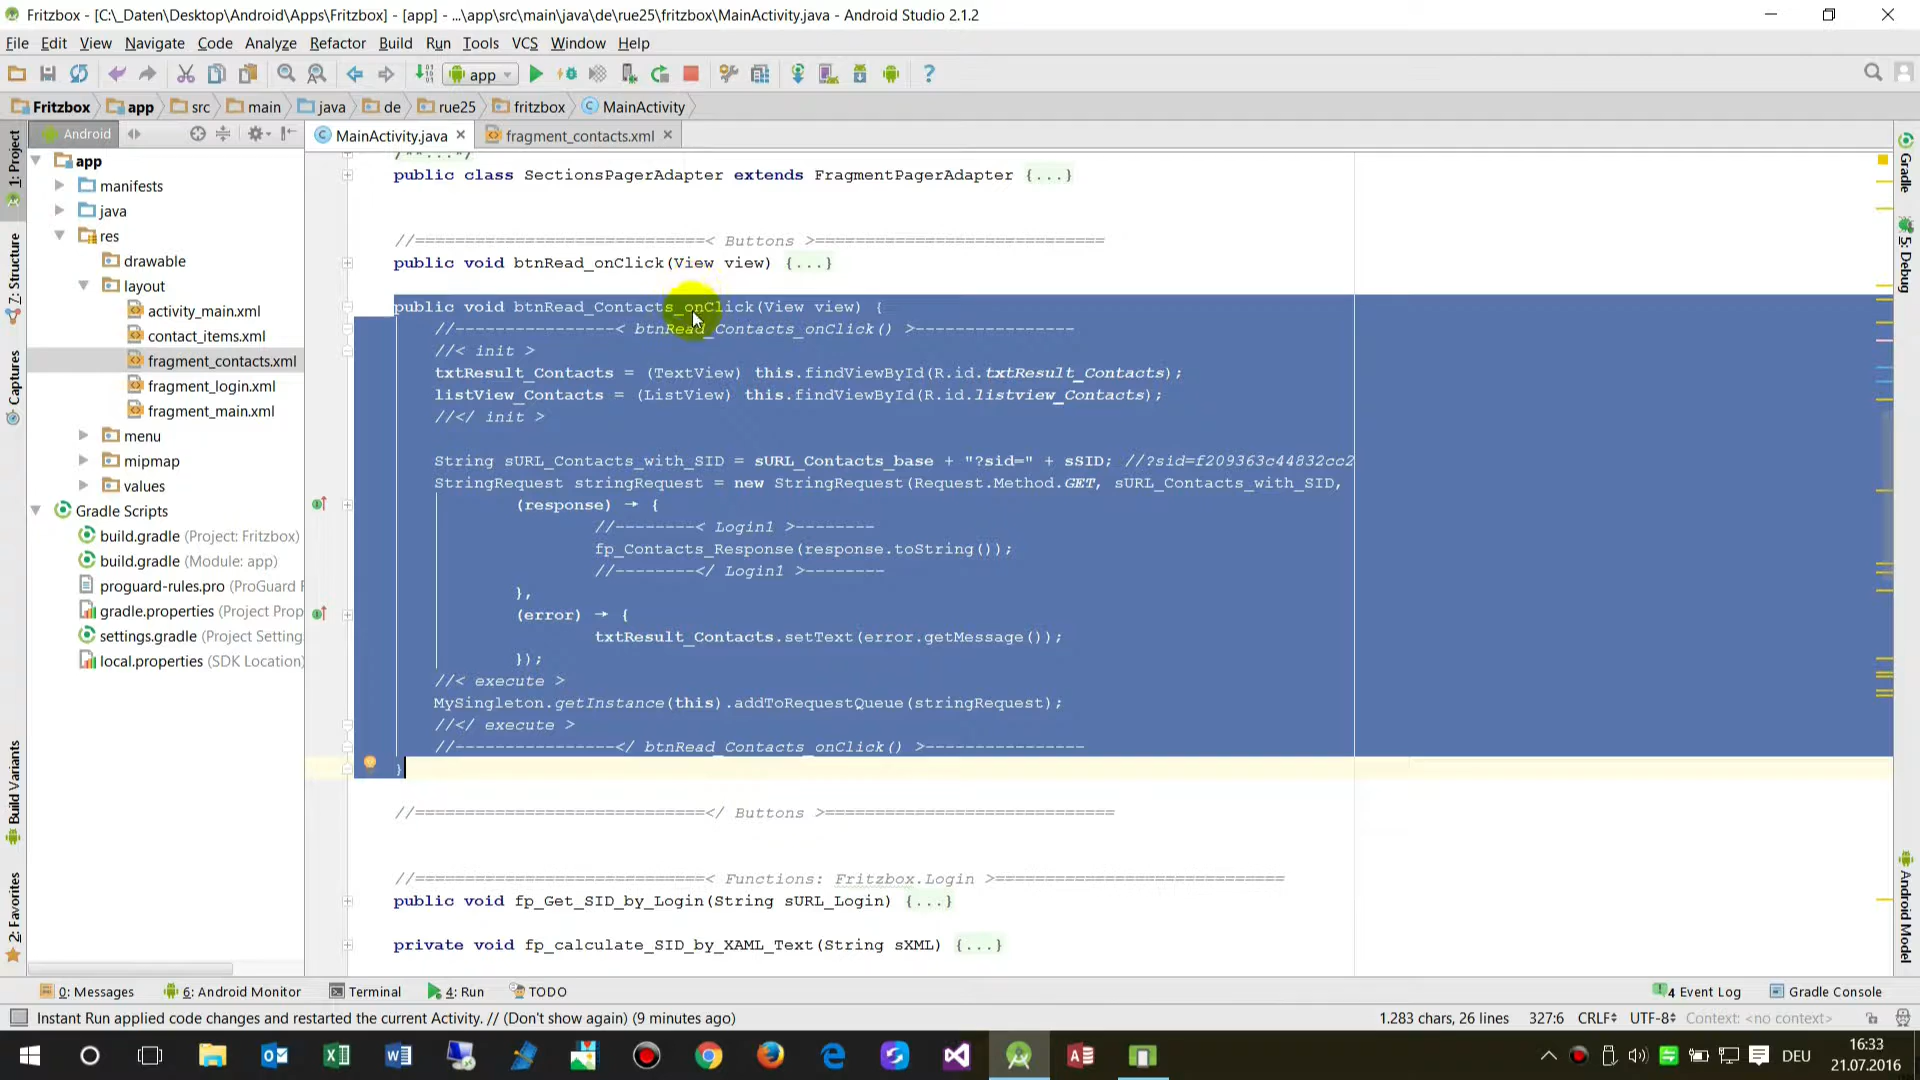 Fritzbox - [C:\_Daten\Desktop\Android\Apps\Fritzbox] - [app] - ...\app\src\main\java\de\rue25\fritzbox\MainActivity.java - Android Studio 2.1.2
File Edit View Navigate Code Analyze Refactor Build Run Tools VCS Window Help
app
Fritzbox app src main java de rue25 fritzbox MainActivity
Android
MainActivity.java
fragment_contacts.xml
1: Project
7: Structure
Captures
Build Variants
2: Favorites
app
manifests
java
res
drawable
layout
activity_main.xml
contact_items.xml
fragment_contacts.xml
fragment_login.xml
fragment_main.xml
menu
mipmap
values
Gradle Scripts
build.gradle (Project: Fritzbox)
build.gradle (Module: app)
proguard-rules.pro (ProGuard
gradle.properties (Project Prop
settings.gradle (Project Setting
local.properties (SDK Location)
/**...*/
public class SectionsPagerAdapter extends FragmentPagerAdapter {...}
//=============================< Buttons >=============================
public void btnRead_onClick(View view) {...}
public void btnRead_Contacts_onClick(View view) {
//----------------< btnRead_Contacts_onClick() >----------------
//< init >
txtResult_Contacts = (TextView) this.findViewById(R.id.txtResult_Contacts);
listView_Contacts = (ListView) this.findViewById(R.id.listview_Contacts);
//</ init >
String sURL_Contacts_with_SID = sURL_Contacts_base + "?sid=" + sSID; //?sid=f209363c44832cc2
StringRequest stringRequest = new StringRequest(Request.Method.GET, sURL_Contacts_with_SID,
(response) → {
//--------< Login1 >--------
fp_Contacts_Response(response.toString());
//--------</ Login1 >--------
},
(error) → {
txtResult_Contacts.setText(error.getMessage());
});
//< execute >
MySingleton.getInstance(this).addToRequestQueue(stringRequest);
//</ execute >
//----------------</ btnRead_Contacts_onClick() >----------------
}
//=============================</ Buttons >=============================
//=============================< Functions: Fritzbox.Login >=============================
public void fp_Get_SID_by_Login(String sURL_Login) {...}
private void fp_calculate_SID_by_XAML_Text(String sXML) {...}
Gradle
5: Debug
Android Model
0: Messages 6: Android Monitor Terminal 4: Run TODO 4 Event Log Gradle Console
Instant Run applied code changes and restarted the current Activity. // (Don't show again) (9 minutes ago) 1.283 chars, 26 lines 327:6 CRLF UTF-8 Context: <no context>
DEU
16:33
21.07.2016